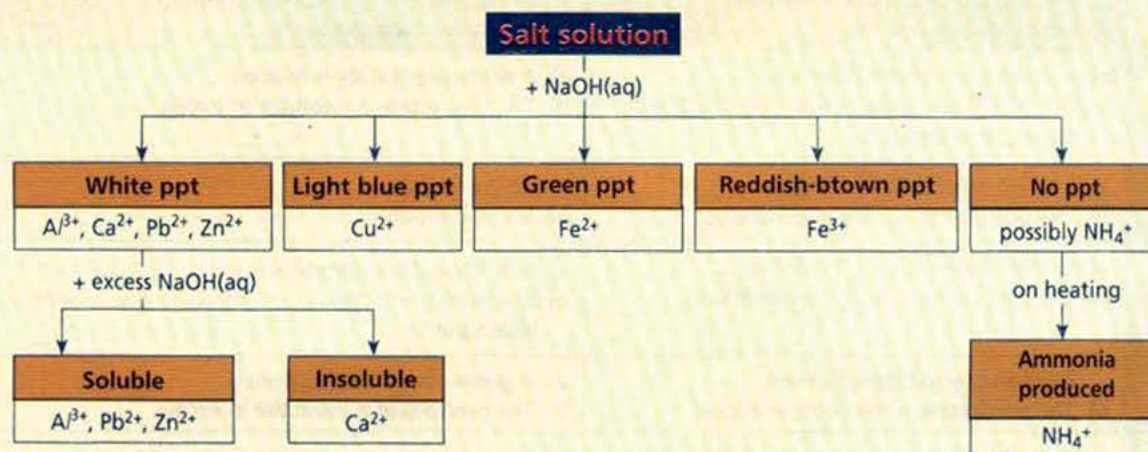 Salt solution
+ NaOH(aq)
White ppt
Al³⁺, Ca²⁺, Pb²⁺, Zn²⁺
Light blue ppt
Cu²⁺
Green ppt
Fe²⁺
Reddish-btown ppt
Fe³⁺
No ppt
possibly NH₄⁺
+ excess NaOH(aq)
on heating
Soluble
Al³⁺, Pb²⁺, Zn²⁺
Insoluble
Ca²⁺
Ammonia
produced
NH₄⁺